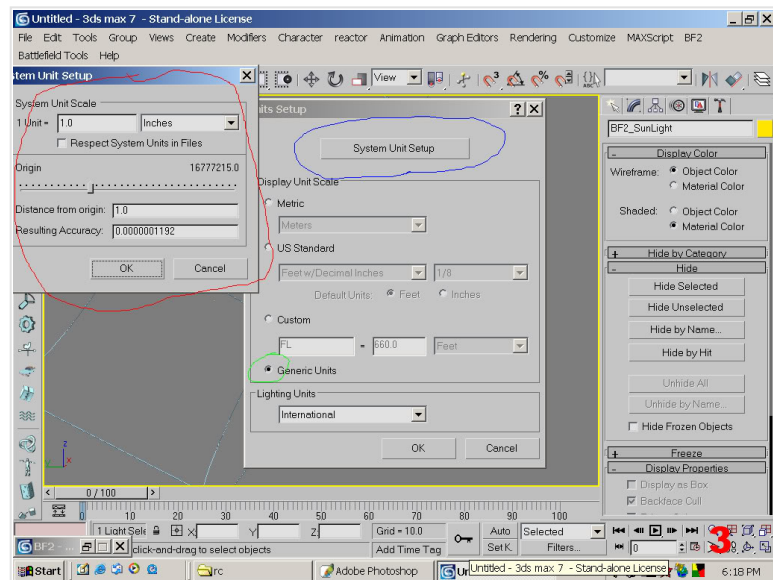 Untitled - 3ds max 7 - Stand-alone License
File Edit Tools Group Views Create Modifiers Character reactor Animation Graph Editors Rendering Customize MAXScript BF2
Battlefield Tools Help
View
ABC
stem Unit Setup
System Unit Scale
1 Unit = 1.0 Inches
Respect System Units in Files
Origin 16777215.0
Distance from origin: 1.0
Resulting Accuracy: 0.0000001192
OK Cancel
its Setup
System Unit Setup
Display Unit Scale
Metric
Meters
US Standard
Feet w/Decimal Inches 1/8
Default Units: Feet Inches
Custom
FL = 660.0 Feet
Generic Units
Lighting Units
International
OK Cancel
BF2_SunLight
Display Color
Wireframe: Object Color
Material Color
Shaded: Object Color
Material Color
Hide by Category
Hide
Hide Selected
Hide Unselected
Hide by Name...
Hide by Hit
Unhide All
Unhide by Name...
Hide Frozen Objects
Freeze
Display Properties
Display as Box
Backface Cull
z
x
0 / 100
0 10 20 30 40 50 60 70 80 90 100
1 Light Sele X Y Z Grid = 10.0 Auto Selected
click-and-drag to select objects Add Time Tag Set K. Filters... 0
3
BF2 - ...
Start rc Adobe Photoshop Untitled - 3ds max 7 - Stand-alone License 6:18 PM